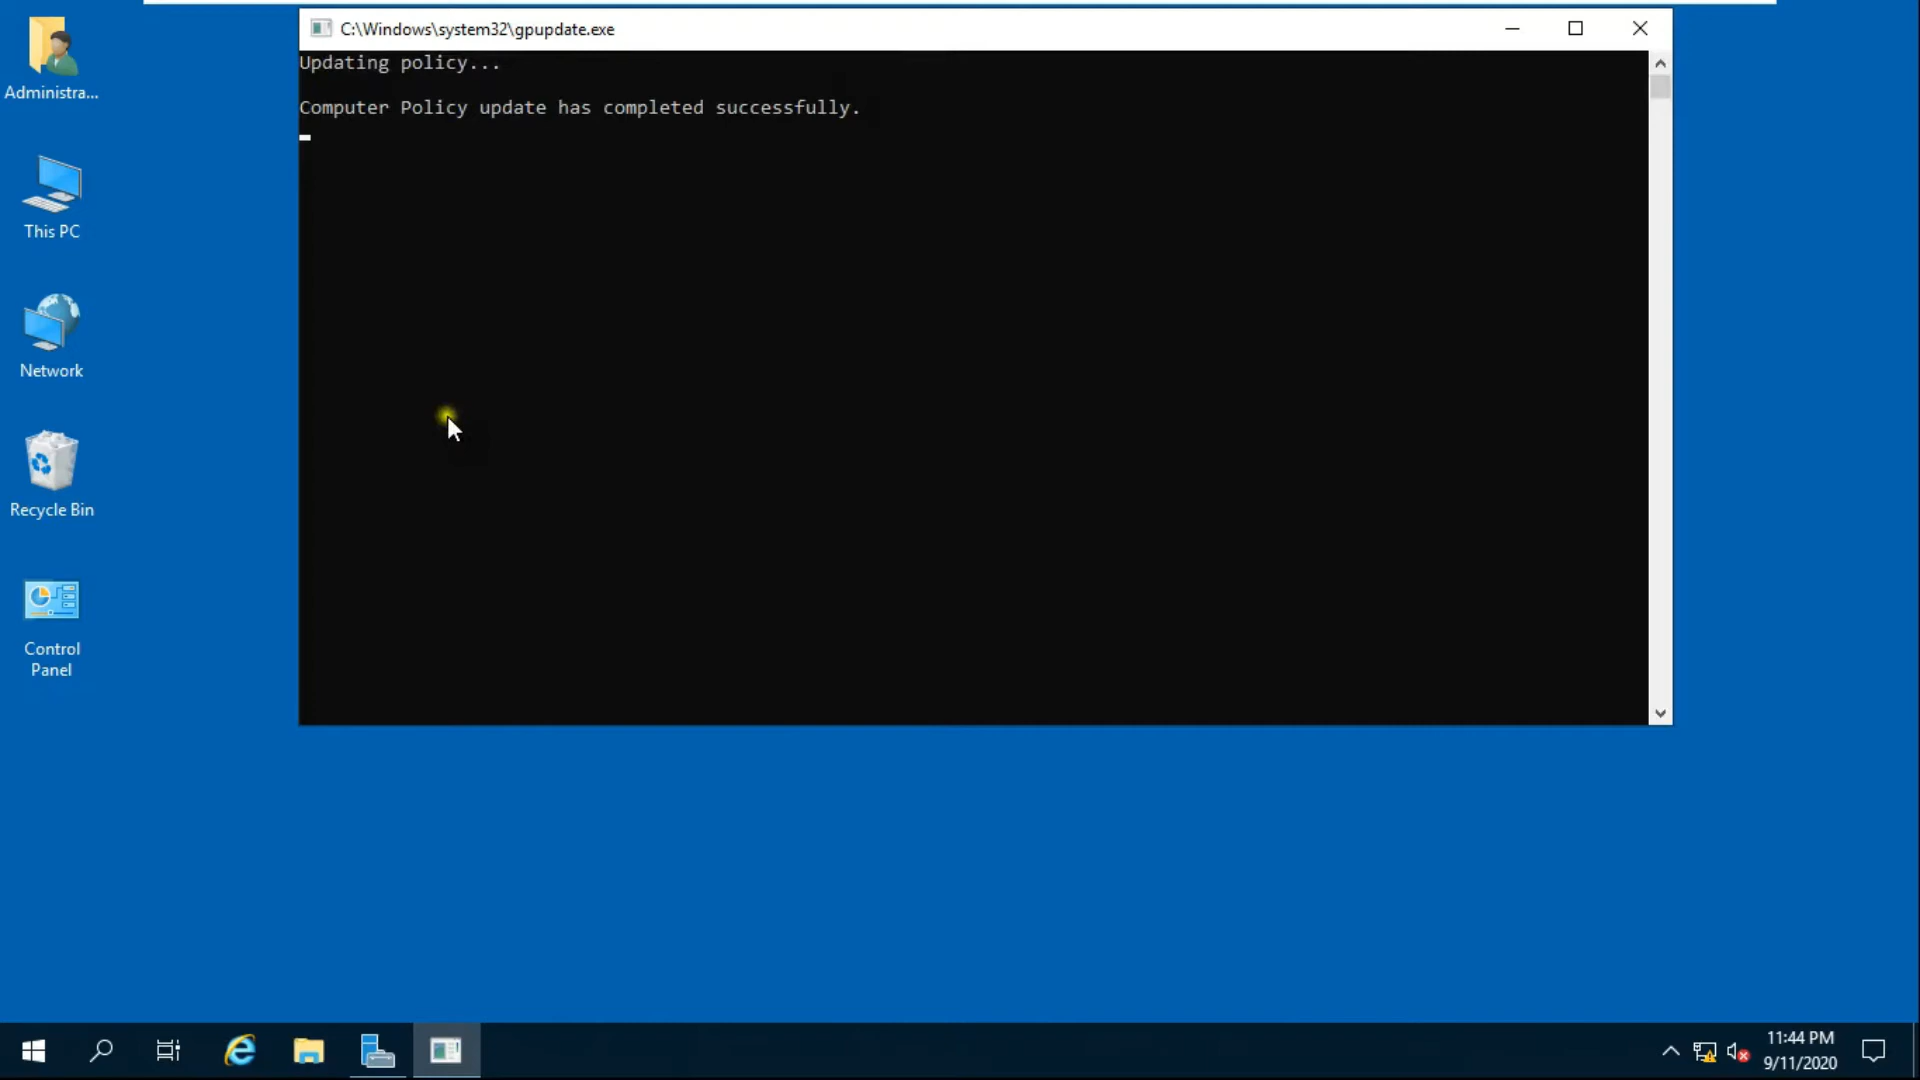 C:\Windows\system32\gpupdate.exe
Updating policy...
Computer Policy update has completed successfully.
Administra...
This PC
Network
Recycle Bin
Control
Panel
11:44 PM
9/11/2020